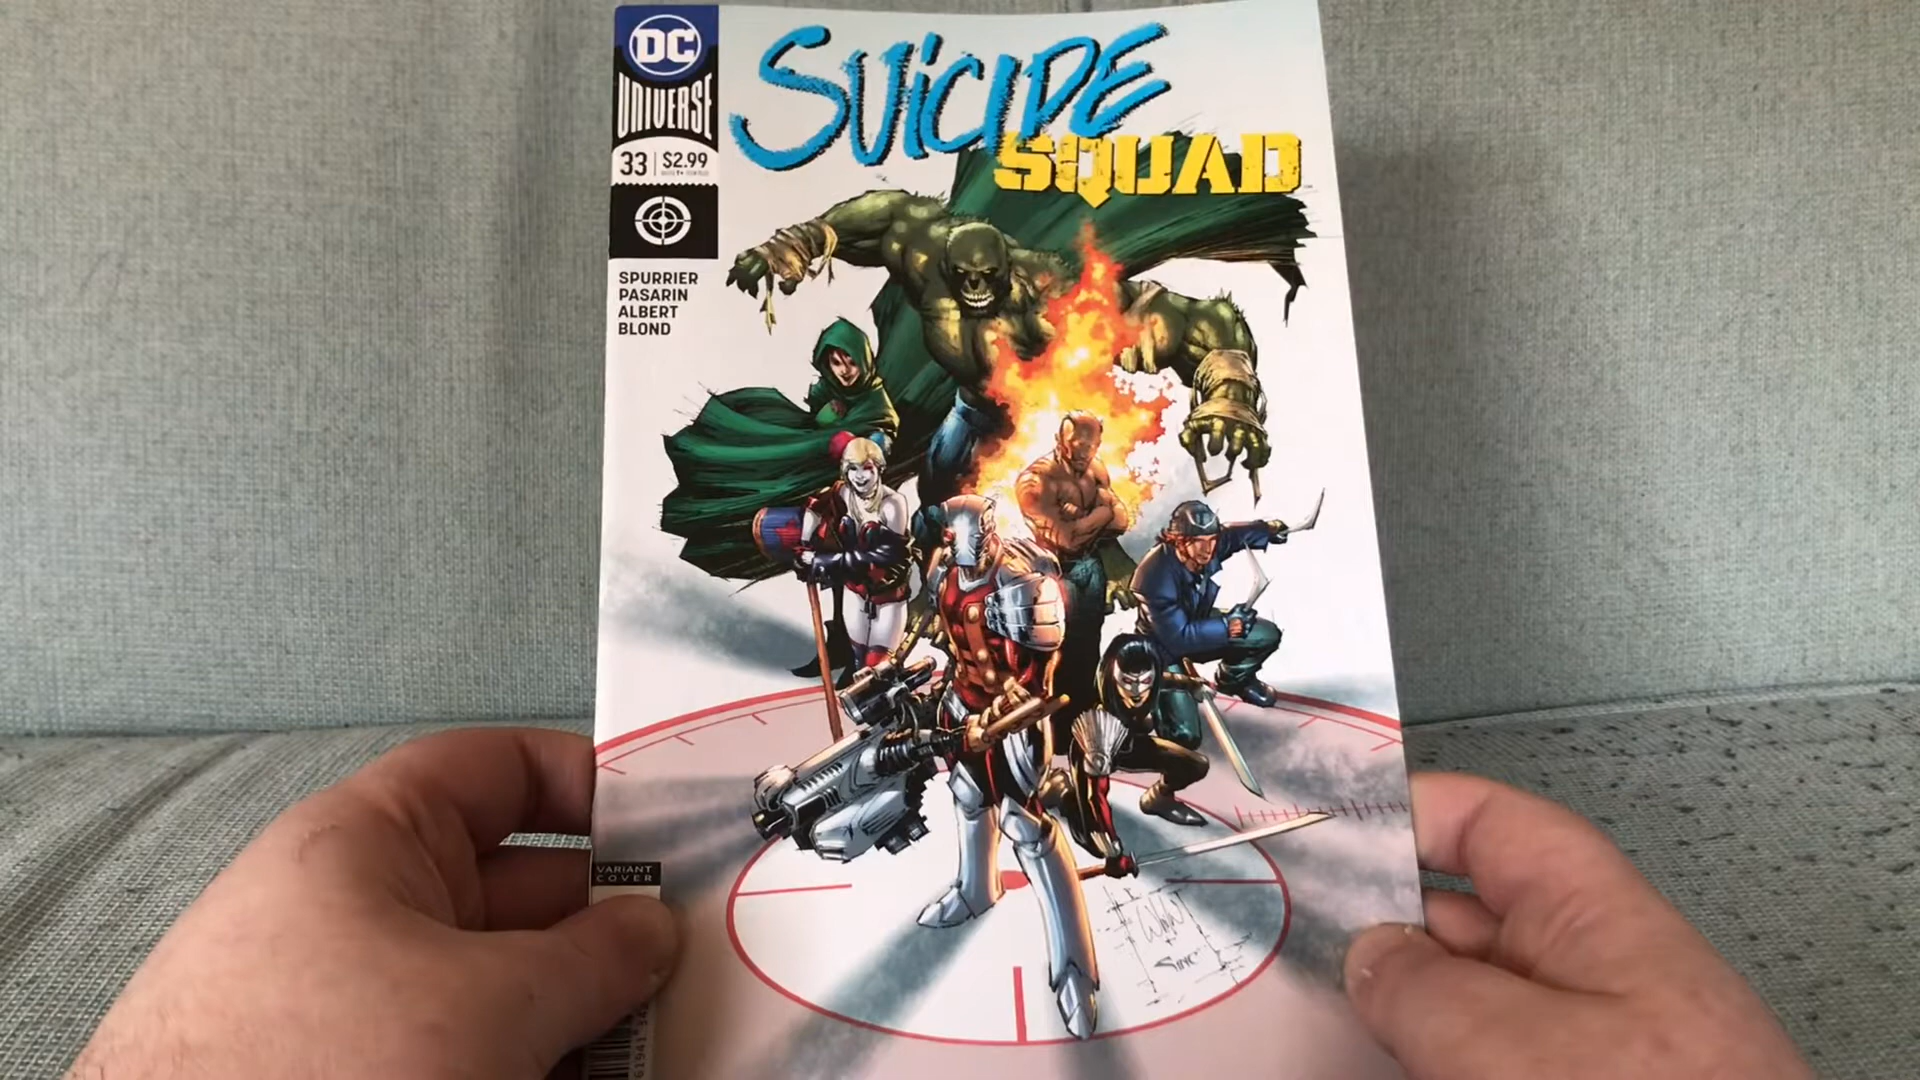 DC
UNIVERSE
33 $2.99
SUiCIDE
SQUAD
SPURRIER
PASARIN
ALBERT
BLOND
VARIANT
COVER